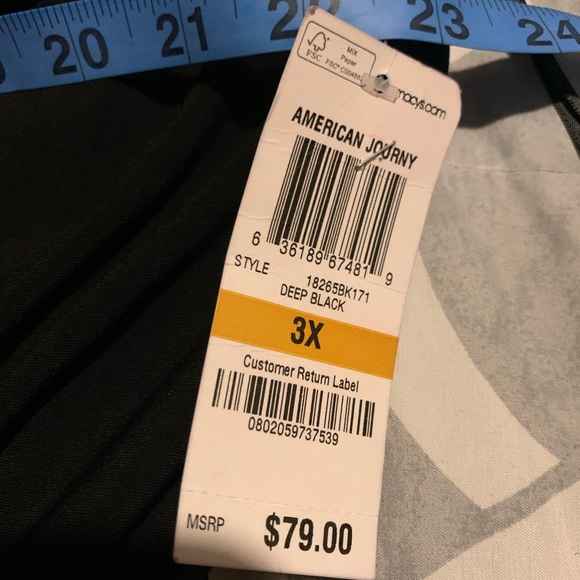 20 21 22 23 24
MIX
Paper
FSC
FSC®
macys.com
AMERICAN JOURNY
6 36189 67481 9
STYLE 18265BK171
DEEP BLACK
3X
Customer Return Label
0802059737539
MSRP $79.00